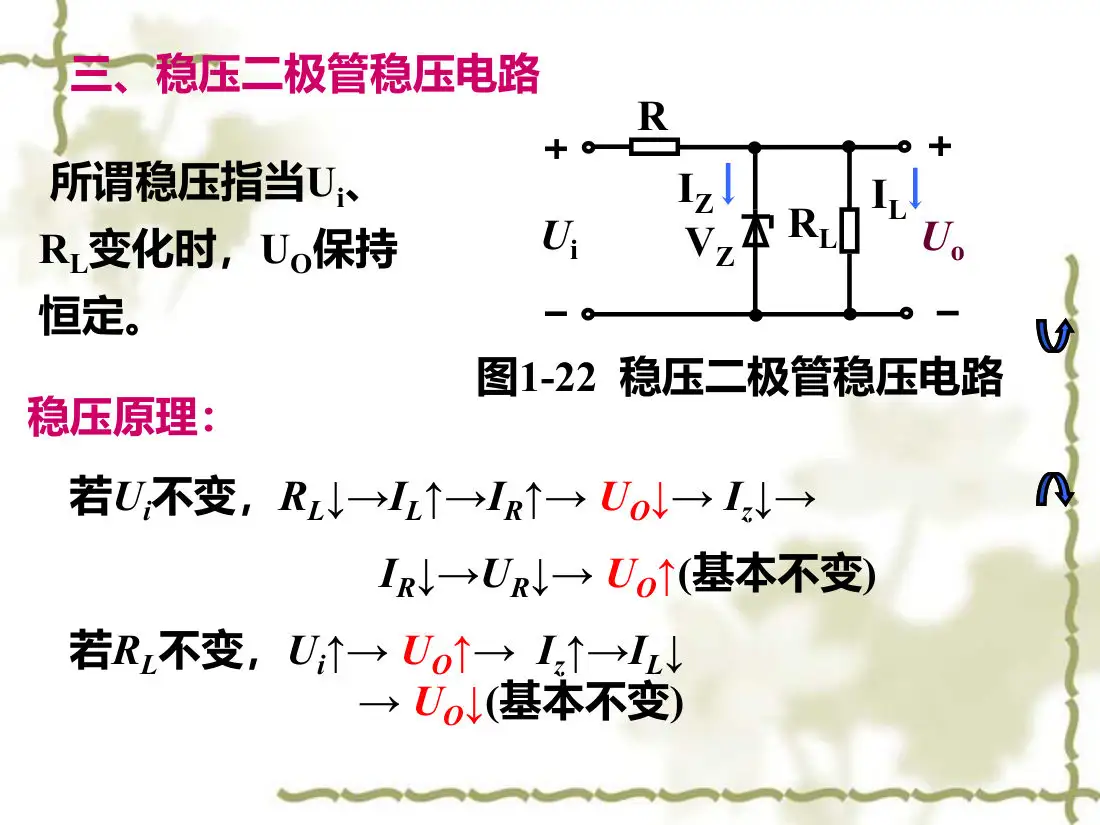 三、稳压二极管稳压电路
所谓稳压指当Ui、
RL变化时，UO保持
恒定。
R
+
+
IZ
IL
RL
VZ
Ui
Uo
−
−
图1-22 稳压二极管稳压电路
稳压原理：
若Ui不变，RL↓→IL↑→IR↑→ UO↓→ Iz↓→
IR↓→UR↓→ UO↑(基本不变)
若RL不变，Ui↑→ UO↑→ Iz↑→IL↓
→ UO↓(基本不变)